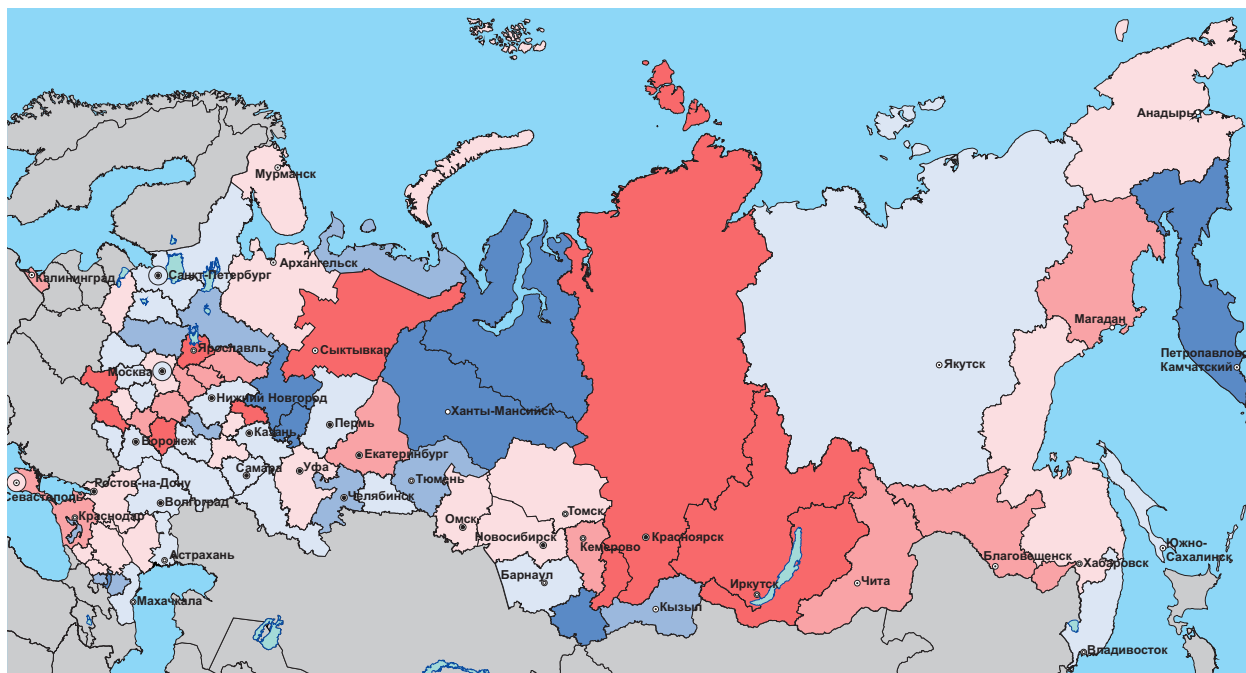 Анадырь
Мурманск
Архангельск
Санкт-Петербург
Калининград
Магадан
Ярославль
Сыктывкар
Петропавловск
Камчатский
Москва
Якутск
Нижний Новгород
Ханты-Мансийск
Пермь
Казань
Воронеж
Екатеринбург
Самара
Уфа
Тюмень
Ростов-на-Дону
Севастополь
Челябинск
Волгоград
Томск
Краснодар
Омск
Новосибирск
Красноярск
Кемерово
Южно-
Сахалинск
Астрахань
Благовещенск
Хабаровск
Барнаул
Иркутск
Чита
Махачкала
Кызыл
Владивосток